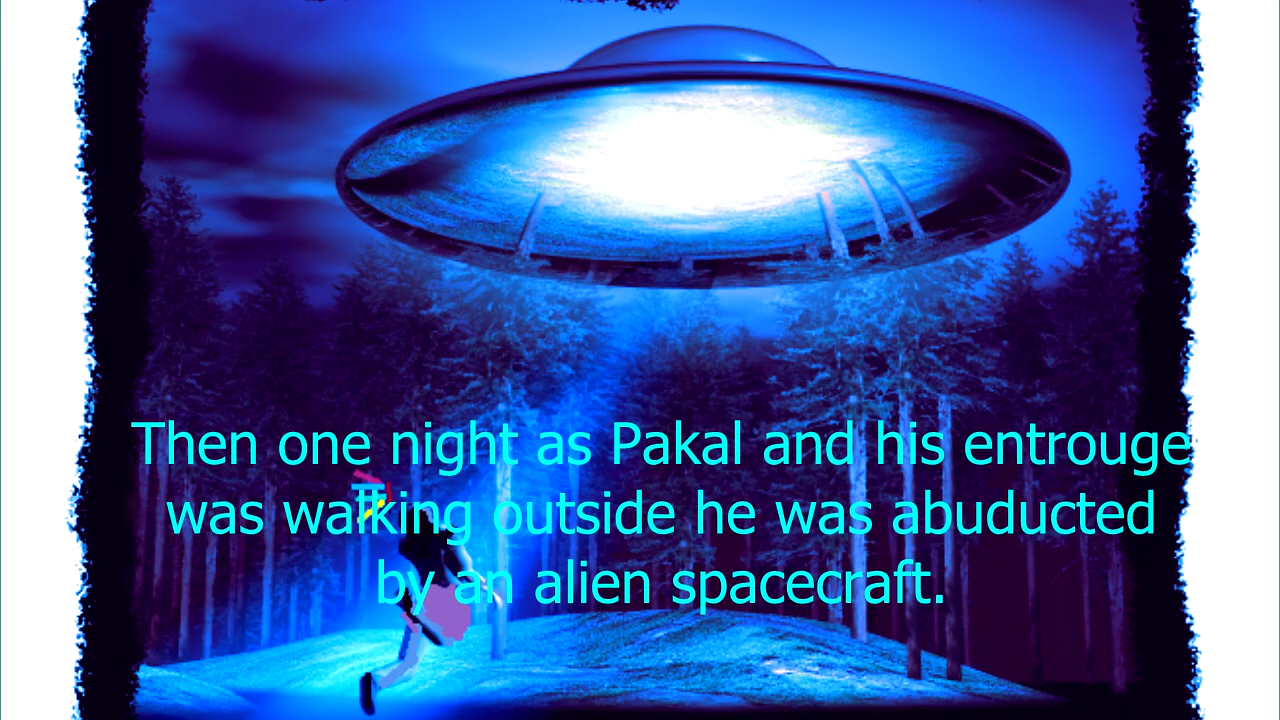 Then one night as Pakal and his entrouge
was walking outside he was abuducted
by an alien spacecraft.